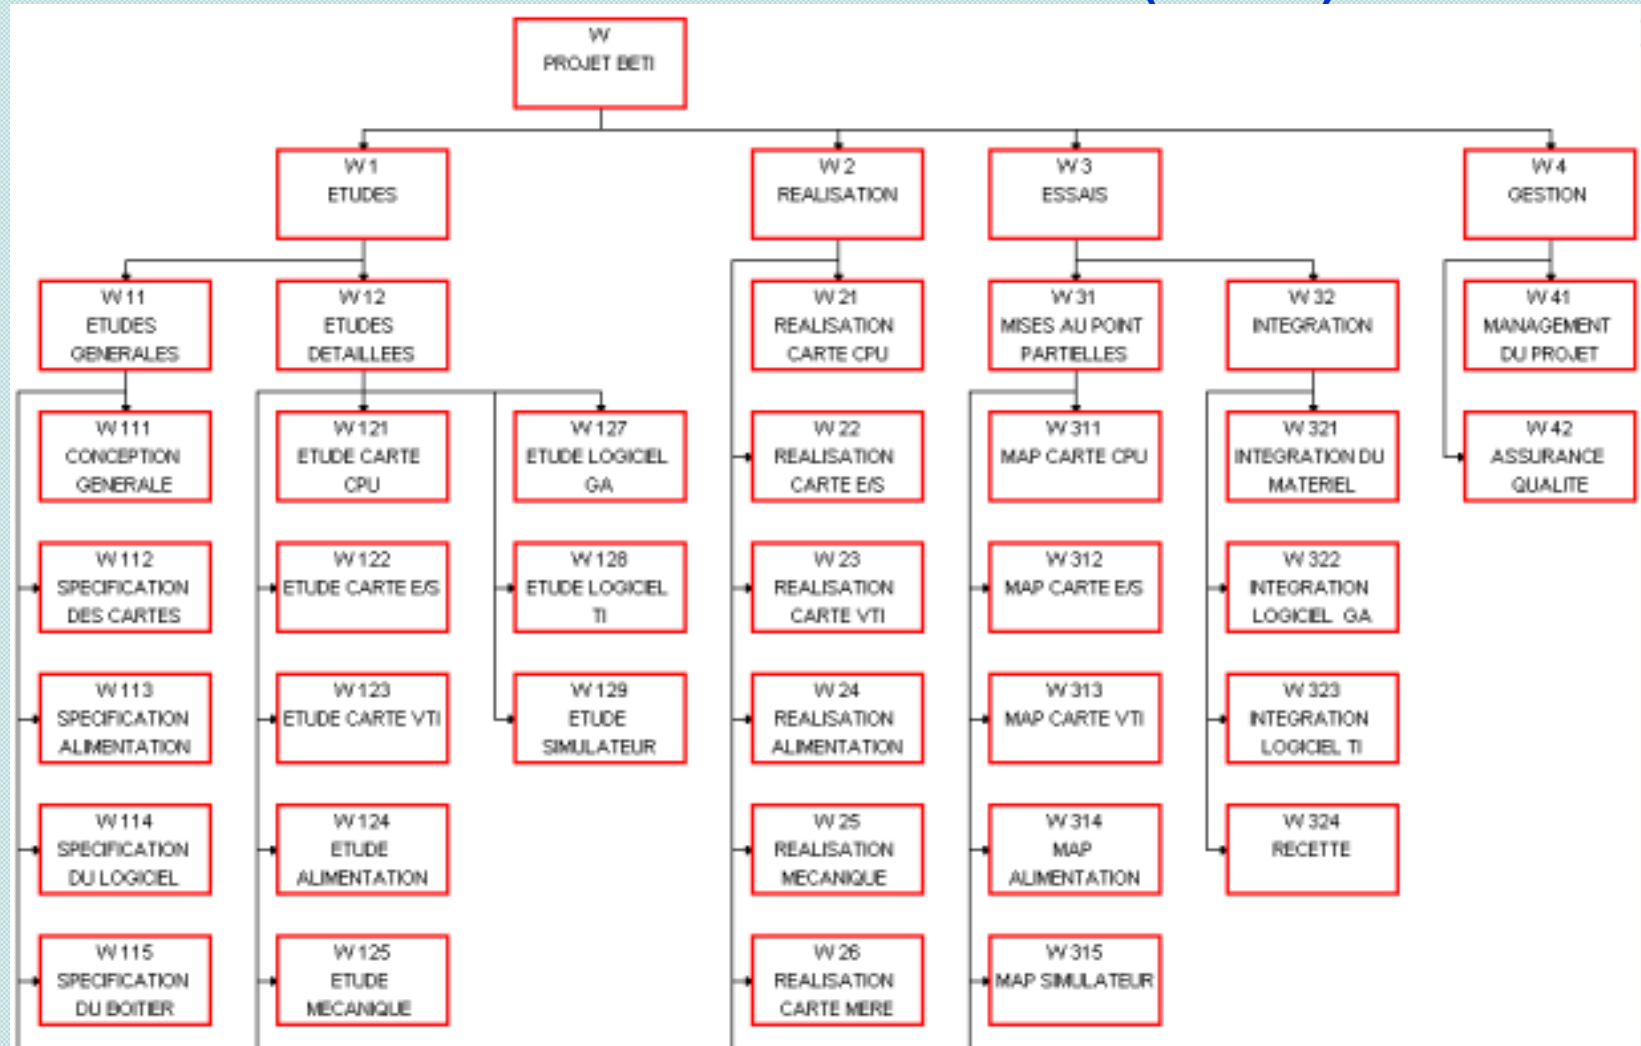 W
PROJET BETI
W 1
ETUDES
W 2
REALISATION
W 3
ESSAIS
W 4
GESTION
W 11
ETUDES
GENERALES
W 12
ETUDES
DETAILLEES
W 21
REALISATION
CARTE CPU
W 31
MISES AU POINT
PARTIELLES
W 32
INTEGRATION
W 41
MANAGEMENT
DU PROJET
W 111
CONCEPTION
GENERALE
W 121
ETUDE CARTE
CPU
W 127
ETUDE LOGICIEL
GA
W 22
REALISATION
CARTE E/S
W 311
MAP CARTE CPU
W 321
INTEGRATION DU
MATERIEL
W 42
ASSURANCE
QUALITE
W 112
SPECIFICATION
DES CARTES
W 122
ETUDE CARTE E/S
W 128
ETUDE LOGICIEL
TI
W 23
REALISATION
CARTE VTI
W 312
MAP CARTE E/S
W 322
INTEGRATION
LOGICIEL GA
W 113
SPECIFICATION
ALIMENTATION
W 123
ETUDE CARTE VTI
W 129
ETUDE
SIMULATEUR
W 24
REALISATION
ALIMENTATION
W 313
MAP CARTE VTI
W 323
INTEGRATION
LOGICIEL TI
W 114
SPECIFICATION
DU LOGICIEL
W 124
ETUDE
ALIMENTATION
W 25
REALISATION
MECANIQUE
W 314
MAP
ALIMENTATION
W 324
RECETTE
W 115
SPECIFICATION
DU BOITIER
W 125
ETUDE
MECANIQUE
W 26
REALISATION
CARTE MERE
W 315
MAP SIMULATEUR